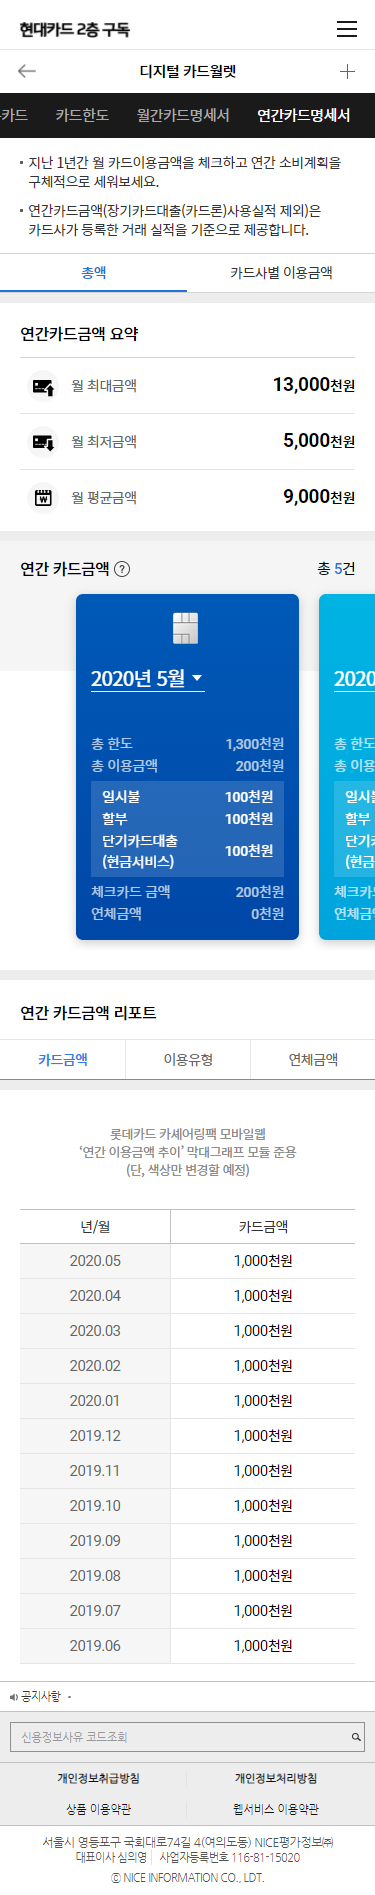 현대카드 2층 구독
디지털 카드월렛
카드 카드한도 월간카드명세서 연간카드명세서
• 지난 1년간 월 카드이용금액을 체크하고 연간 소비계획을
구체적으로 세워보세요.
• 연간카드금액(장기카드대출(카드론)사용실적 제외)은
카드사가 등록한 거래 실적을 기준으로 제공합니다.
총액 카드사별 이용금액
연간카드금액 요약
월 최대금액 13,000천원
월 최저금액 5,000천원
월 평균금액 9,000천원
연간 카드금액 ? 총 5건
2020년 5월 2020
총 한도 1,300천원 총 한도
총 이용금액 200천원 총 이용
일시불 100천원 일시불
할부 100천원 할부
단기카드대출 단기카
(현금서비스) 100천원 (현금
체크카드 금액 200천원 체크카드
연체금액 0천원 연체금
연간 카드금액 리포트
카드금액 이용유형 연체금액
롯데카드 카셰어링팩 모바일웹
‘연간 이용금액 추이’ 막대그래프 모듈 준용
(단, 색상만 변경할 예정)
년/월 카드금액
2020.05 1,000천원
2020.04 1,000천원
2020.03 1,000천원
2020.02 1,000천원
2020.01 1,000천원
2019.12 1,000천원
2019.11 1,000천원
2019.10 1,000천원
2019.09 1,000천원
2019.08 1,000천원
2019.07 1,000천원
2019.06 1,000천원
공지사항 •
신용정보사유 코드조회
개인정보취급방침 개인정보처리방침
상품 이용약관 웹서비스 이용약관
서울시 영등포구 국회대로74길 4(여의도동) NICE평가정보㈜
대표이사 심의영 | 사업자등록번호 116-81-15020
ⓒ NICE INFORMATION CO., LDT.